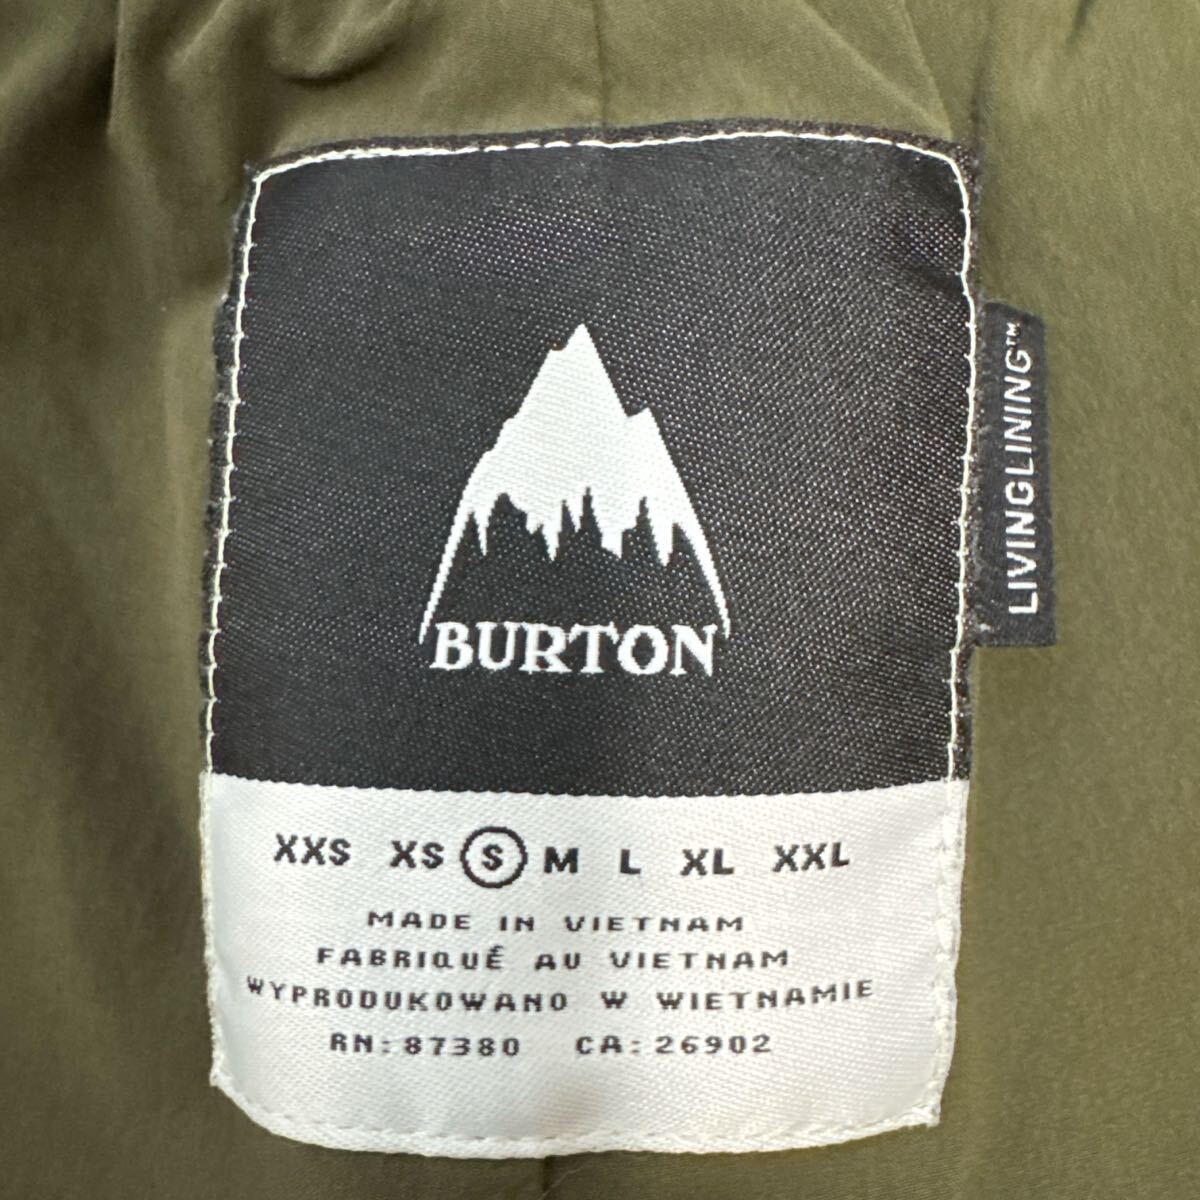 BURTON
LIVINGLINING™
XXS XS S M L XL XXL
MADE IN VIETNAM
FABRIQUÉ AU VIETNAM
WYPRODUKOWANO W WIETNAMIE
RN: 87380 CA: 26902